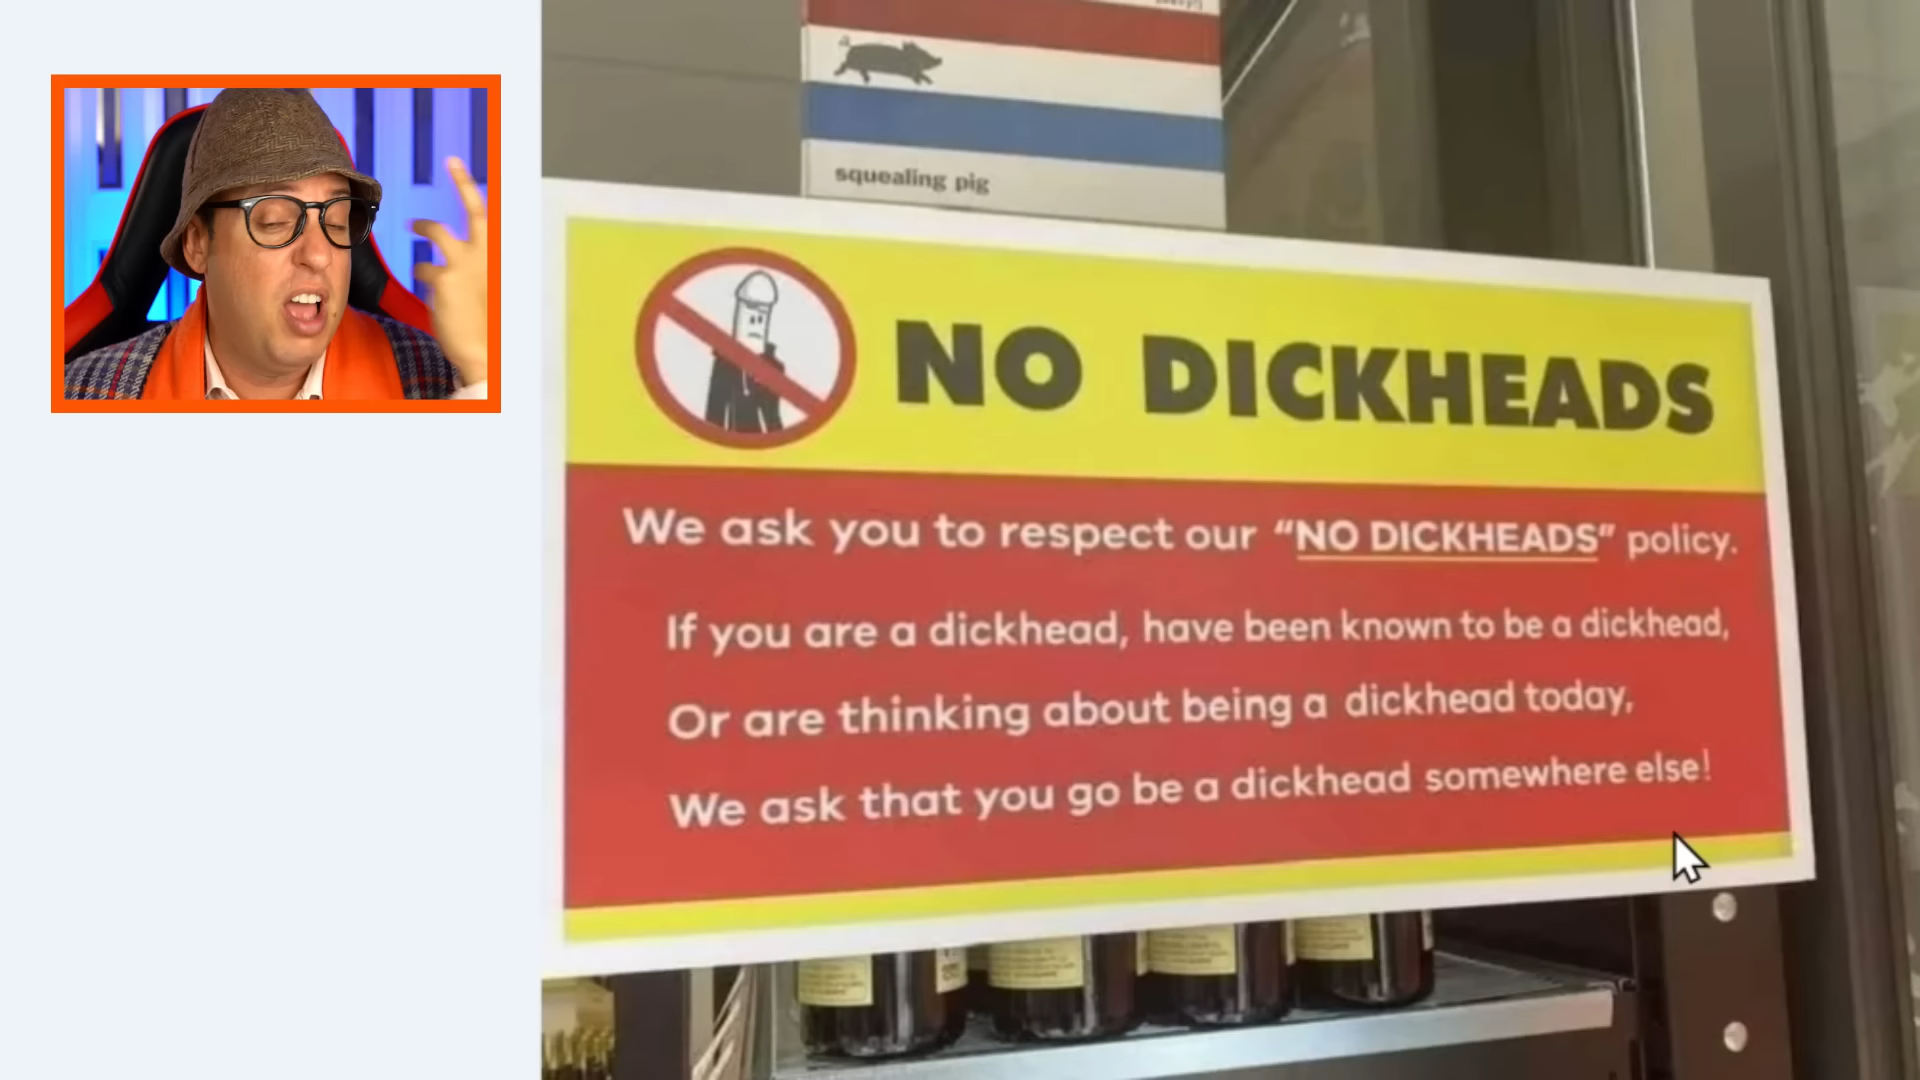 squealing pig
NO DICKHEADS
We ask you to respect our “NO DICKHEADS” policy.
If you are a dickhead, have been known to be a dickhead,
Or are thinking about being a dickhead today,
We ask that you go be a dickhead somewhere else!